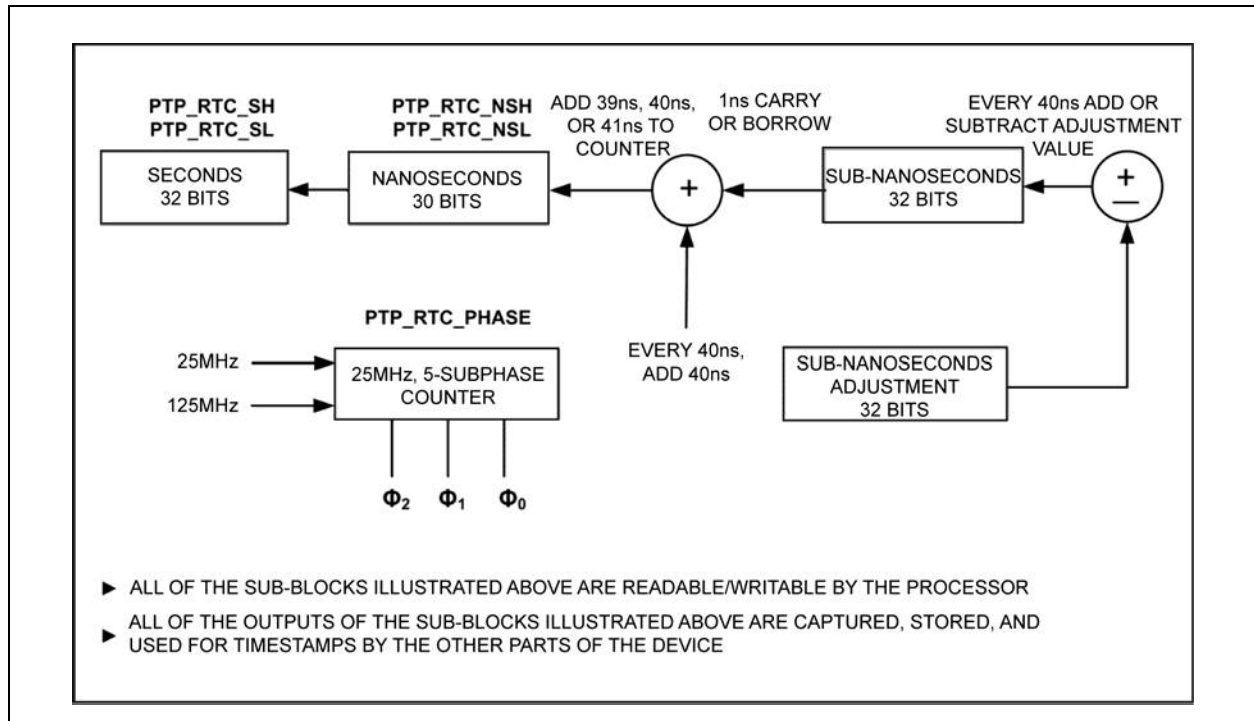 PTP_RTC_SH
PTP_RTC_SL
SECONDS
32 BITS
PTP_RTC_NSH
PTP_RTC_NSL
NANOSECONDS
30 BITS
ADD 39ns, 40ns,
OR 41ns TO
COUNTER
+
1ns CARRY
OR BORROW
SUB-NANOSECONDS
32 BITS
EVERY 40ns ADD OR
SUBTRACT ADJUSTMENT
VALUE
+
—
PTP_RTC_PHASE
25MHz
125MHz
25MHz, 5-SUBPHASE
COUNTER
Φ₂ Φ₁ Φ₀
EVERY 40ns,
ADD 40ns
SUB-NANOSECONDS
ADJUSTMENT
32 BITS
► ALL OF THE SUB-BLOCKS ILLUSTRATED ABOVE ARE READABLE/WRITABLE BY THE PROCESSOR
► ALL OF THE OUTPUTS OF THE SUB-BLOCKS ILLUSTRATED ABOVE ARE CAPTURED, STORED, AND
USED FOR TIMESTAMPS BY THE OTHER PARTS OF THE DEVICE